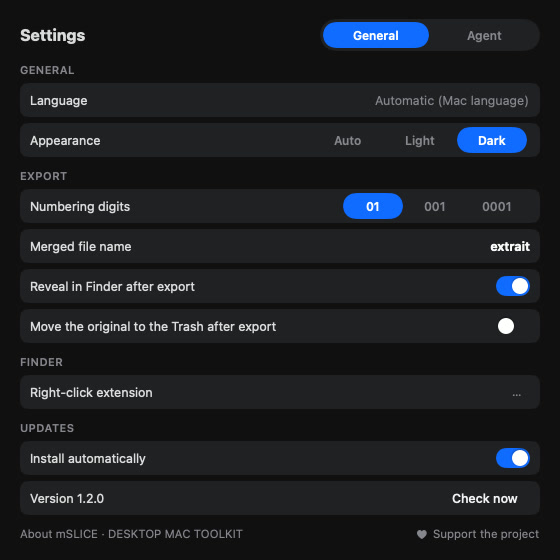 Settings
General
Agent
GENERAL
Language
Automatic (Mac language)
Appearance
Auto
Light
Dark
EXPORT
Numbering digits
01
001
0001
Merged file name
extrait
Reveal in Finder after export
Move the original to the Trash after export
FINDER
Right-click extension
...
UPDATES
Install automatically
Version 1.2.0
Check now
About mSLICE · DESKTOP MAC TOOLKIT
Support the project